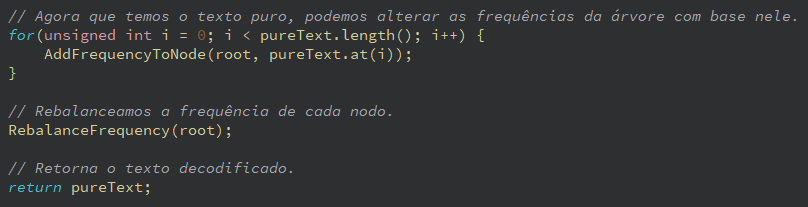 // Agora que temos o texto puro, podemos alterar as frequências da árvore com base nele.
for(unsigned int i = 0; i < pureText.length(); i++) {
    AddFrequencyToNode(root, pureText.at(i));
}
// Rebalanceamos a frequência de cada nodo.
RebalanceFrequency(root);
// Retorna o texto decodificado.
return pureText;